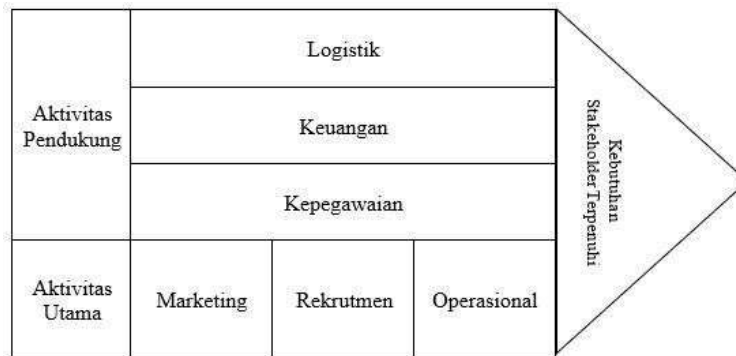 Logistik
Aktivitas
Pendukung
Keuangan
Kepegawaian
Aktivitas
Utama
Marketing
Rekrutmen
Operasional
Kebutuhan
Stakeholder Terpenuhi